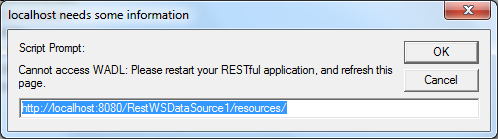 localhost needs some information
Script Prompt:
OK
Cannot access WADL: Please restart your RESTful application, and refresh this
page.
Cancel
http://localhost:8080/RestWSDataSource1/resources/